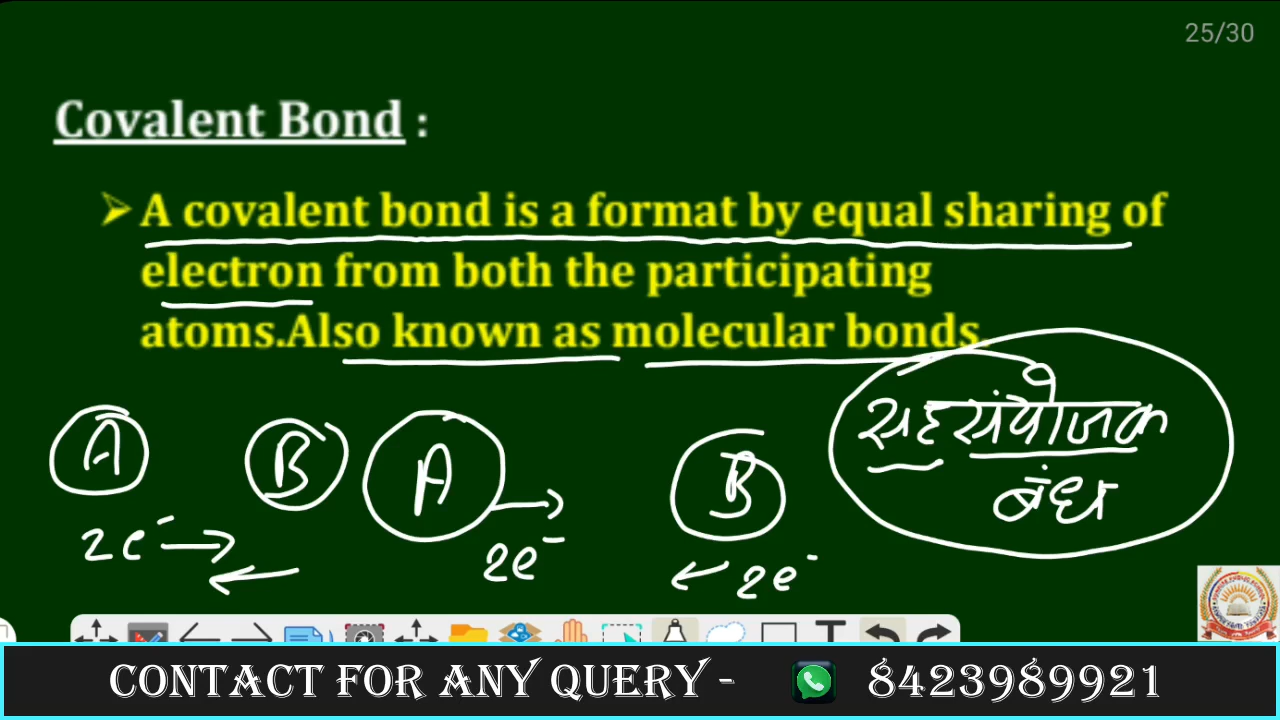 25/30
Covalent Bond :
➢ A covalent bond is a format by equal sharing of
electron from both the participating
atoms.Also known as molecular bonds.
सहसंयोजक
बंध
A B A B
2e⁻ → 2e⁻ → ← 2e⁻
←
T
CONTACT FOR ANY QUERY - 8423989921